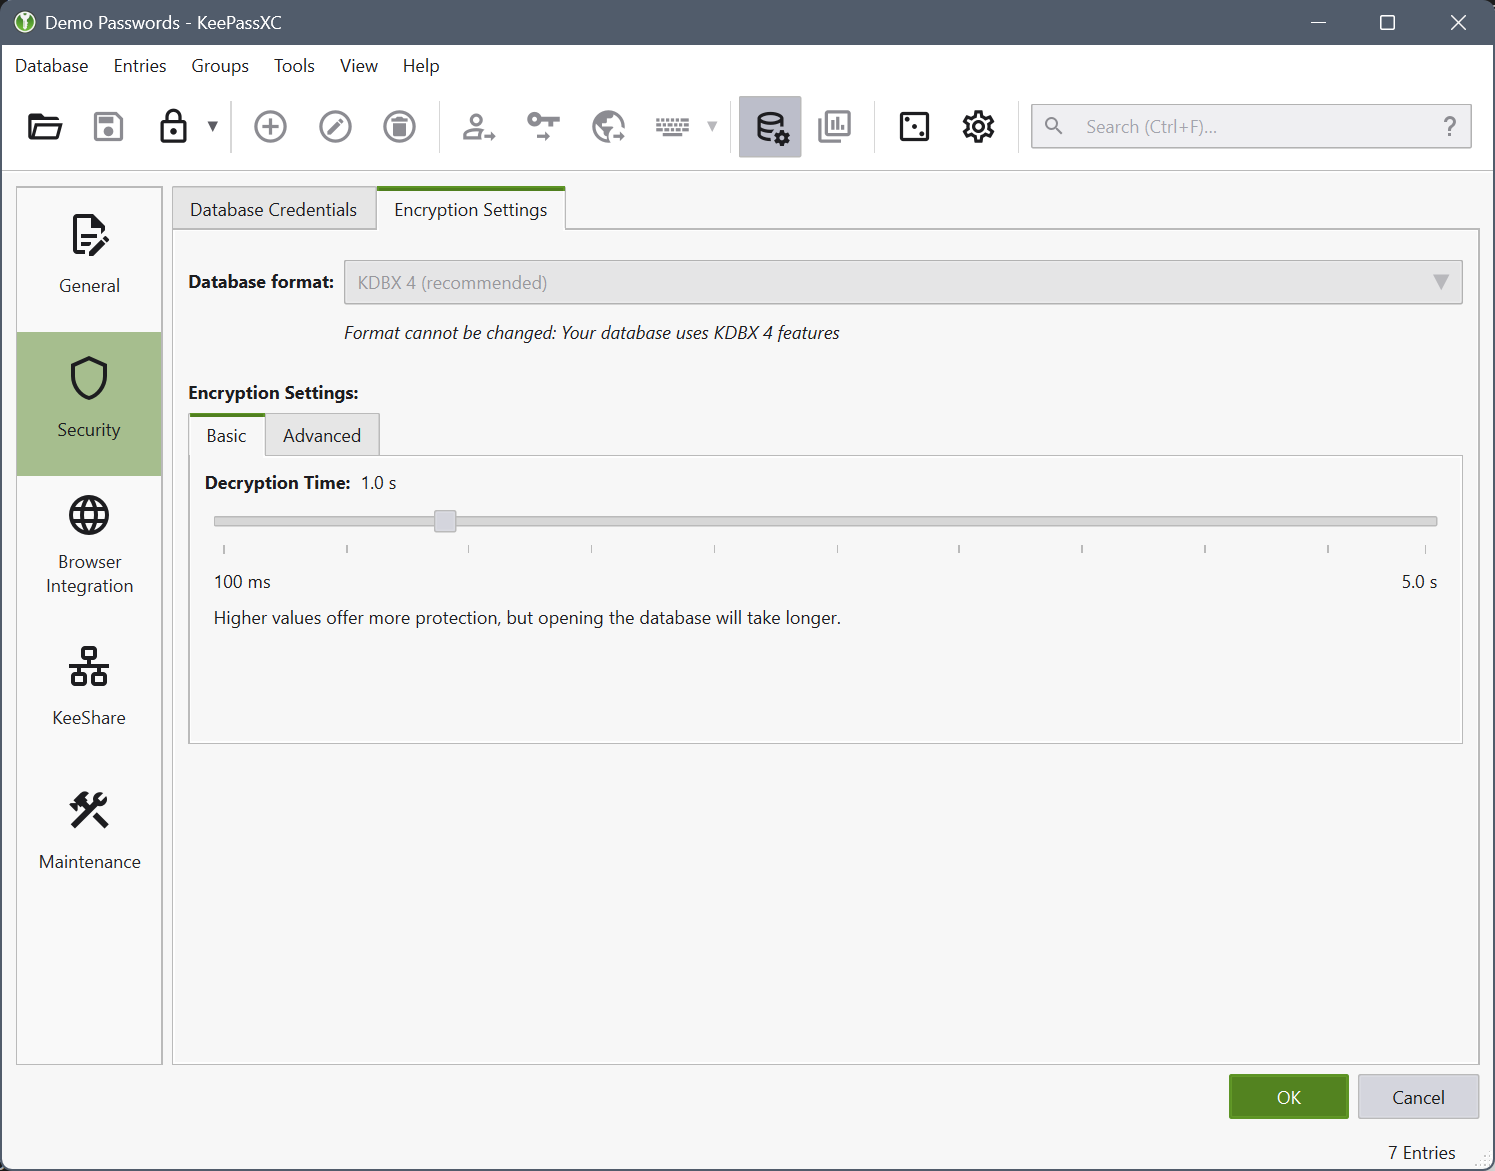 Demo Passwords - KeePassXC
Database Entries Groups Tools View Help
Search (Ctrl+F)... ?
General
Security
Browser
Integration
KeeShare
Maintenance
Database Credentials Encryption Settings
Database format: KDBX 4 (recommended)
Format cannot be changed: Your database uses KDBX 4 features
Encryption Settings:
Basic Advanced
Decryption Time: 1.0 s
100 ms 5.0 s
Higher values offer more protection, but opening the database will take longer.
OK Cancel
7 Entries